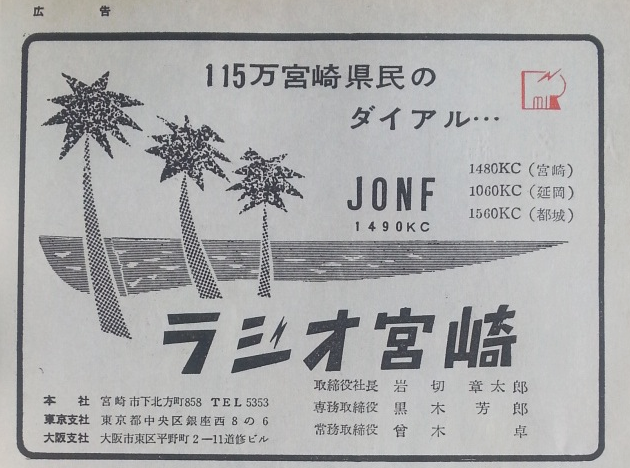 広告
115万宮崎県民の
ダイアル…
miR
JONF
1490KC
1480KC（宮崎）
1060KC（延岡）
1560KC（都城）
ラジオ宮崎
本社 宮崎市下北方町858 TEL 5353
東京支社 東京都中央区銀座西8の6
大阪支社 大阪市東区平野町2―11道修ビル
取締役社長 岩切章太郎
専務取締役 黒木芳郎
常務取締役 曾木卓